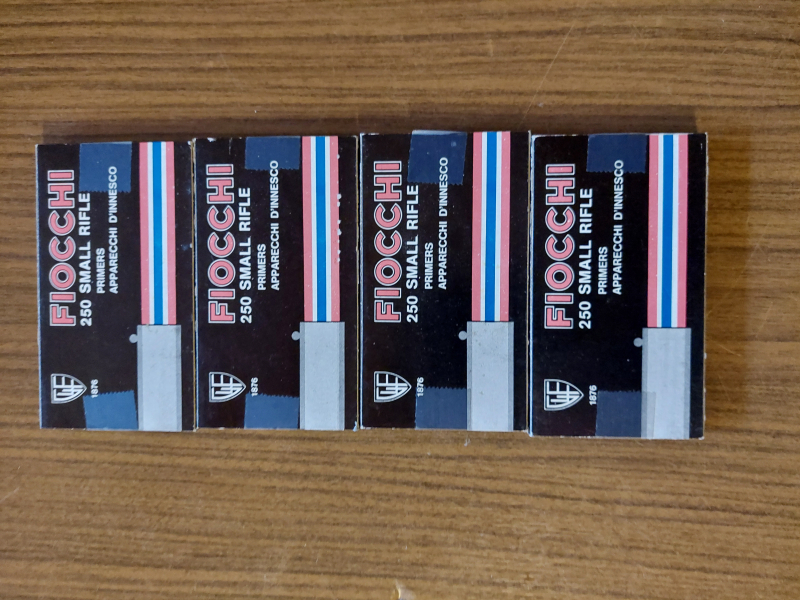 FIOCCHI
250 SMALL RIFLE
PRIMERS
APPARECCHI D'INNESCO
1876
FIOCCHI
250 SMALL RIFLE
PRIMERS
APPARECCHI D'INNESCO
1876
FIOCCHI
250 SMALL RIFLE
PRIMERS
APPARECCHI D'INNESCO
1876
FIOCCHI
250 SMALL RIFLE
PRIMERS
APPARECCHI D'INNESCO
1876